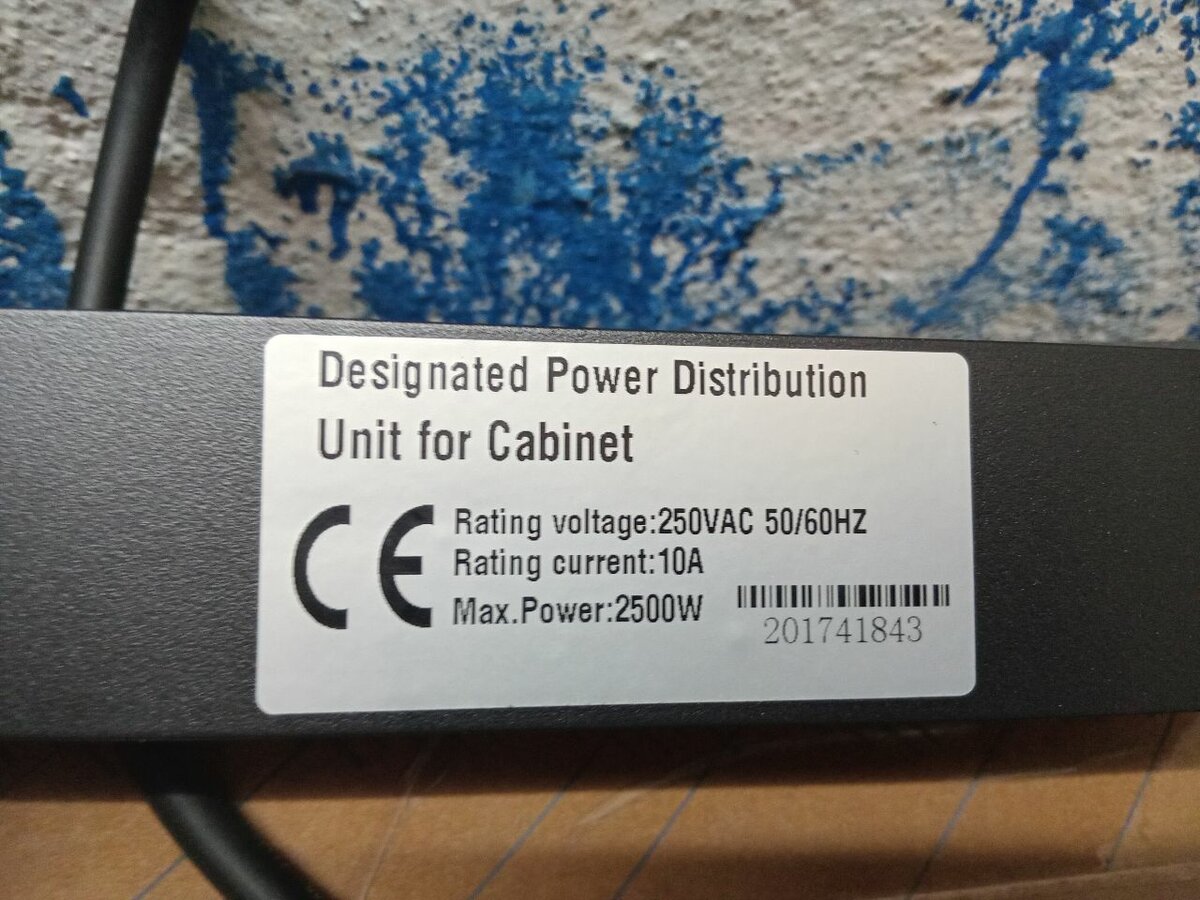 Designated Power Distribution
Unit for Cabinet
CE
Rating voltage:250VAC 50/60HZ
Rating current:10A
Max.Power:2500W
201741843